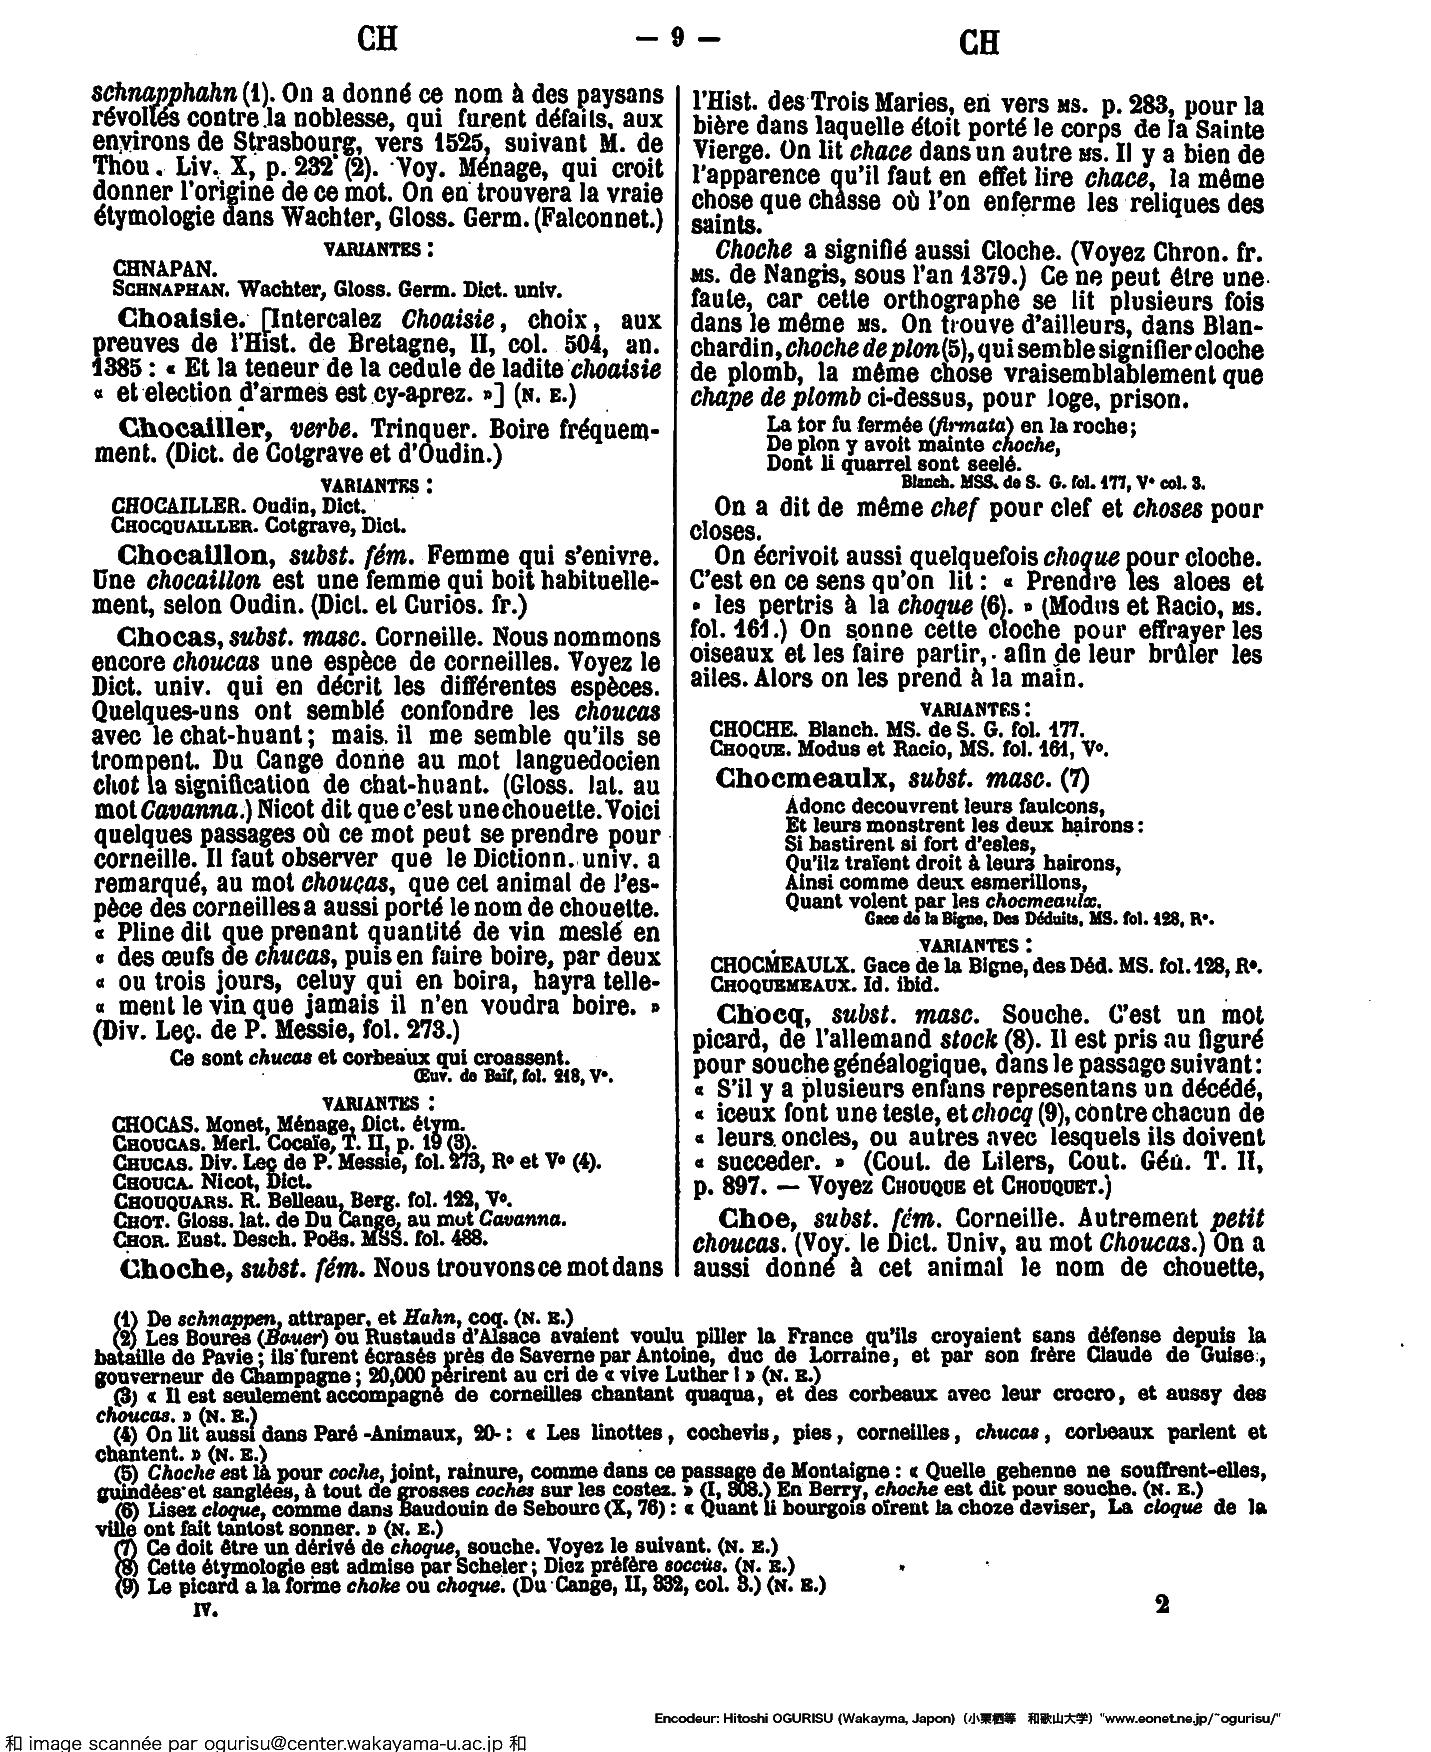 CH — 9 — CH
schnapphahn (1). On a donné ce nom à des paysans
révoltés contre la noblesse, qui furent défaits, aux
environs de Strasbourg, vers 1525, suivant M. de
Thou. Liv. X, p. 232 (2). Voy. Ménage, qui croit
donner l'origine de ce mot. On en trouvera la vraie
étymologie dans Wachter, Gloss. Germ. (Falconnet.)
VARIANTES :
CHNAPAN.
SCHNAPHAN. Wachter, Gloss. Germ. Dict. univ.
Choaisie. [Intercalez Choaisie, choix, aux
preuves de l'Hist. de Bretagne, II, col. 504, an.
1385 : « Et la teneur de la cedule de ladite choaisie
« et election d'armes est cy-aprez. »] (N. E.)
Chocailler, verbe. Trinquer. Boire fréquem-
ment. (Dict. de Cotgrave et d'Oudin.)
VARIANTES :
CHOCAILLER. Oudin, Dict.
CHOCQUAILLER. Cotgrave, Dict.
Chocaillon, subst. fém. Femme qui s'enivre.
Une chocaillon est une femme qui boit habituelle-
ment, selon Oudin. (Dict. et Curios. fr.)
Chocas, subst. masc. Corneille. Nous nommons
encore choucas une espèce de corneilles. Voyez le
Dict. univ. qui en décrit les différentes espèces.
Quelques-uns ont semblé confondre les choucas
avec le chat-huant ; mais il me semble qu'ils se
trompent. Du Cange donne au mot languedocien
chot la signification de chat-huant. (Gloss. lat. au
mot Cavanna.) Nicot dit que c'est une chouette. Voici
quelques passages où ce mot peut se prendre pour
corneille. Il faut observer que le Dictionn. univ. a
remarqué, au mot choucas, que cet animal de l'es-
pèce des corneilles a aussi porté le nom de chouette.
« Pline dit que prenant quantité de vin meslé en
« des œufs de chucas, puis en faire boire, par deux
« ou trois jours, celuy qui en boira, hayra telle-
« ment le vin que jamais il n'en voudra boire. »
(Div. Leç. de P. Messie, fol. 273.)
Ce sont chucas et corbeaux qui croassent.
Œuv. de Baïf, fol. 218, V°.
VARIANTES :
CHOCAS. Monet, Ménage, Dict. étym.
CHOUCAS. Merl. Cocaïe, T. II, p. 19 (3).
CHUCAS. Div. Leç de P. Messie, fol. 273, R° et V° (4).
CHOUCA. Nicot, Dict.
CHOUQUARS. R. Belleau, Berg. fol. 122, V°.
CHOT. Gloss. lat. de Du Cange, au mot Cavanna.
CHOR. Eust. Desch. Poës. MSS. fol. 488.
Choche, subst. fém. Nous trouvons ce mot dans
l'Hist. des Trois Maries, en vers MS. p. 283, pour la
bière dans laquelle étoit porté le corps de la Sainte
Vierge. On lit chace dans un autre MS. Il y a bien de
l'apparence qu'il faut en effet lire chace, la même
chose que châsse où l'on enferme les reliques des
saints.
Choche a signifié aussi Cloche. (Voyez Chron. fr.
MS. de Nangis, sous l'an 1379.) Ce ne peut être une
faute, car cette orthographe se lit plusieurs fois
dans le même MS. On trouve d'ailleurs, dans Blan-
chardin, choche de plon (5), qui semble signifier cloche
de plomb, la même chose vraisemblablement que
chape de plomb ci-dessus, pour loge, prison.
La tor fu fermée (firmata) en la roche ;
De plon y avoit mainte choche,
Dont li quarrel sont seelé.
Blanch. MSS. de S. G. fol. 177, V° col. 3.
On a dit de même chef pour clef et choses pour
closes.
On écrivoit aussi quelquefois choque pour cloche.
C'est en ce sens qu'on lit : « Prendre les aloes et
« les pertris à la choque (6). » (Modus et Racio, MS.
fol. 161.) On sonne cette cloche pour effrayer les
oiseaux et les faire partir, afin de leur brûler les
ailes. Alors on les prend à la main.
VARIANTES :
CHOCHE. Blanch. MS. de S. G. fol. 177.
CHOQUE. Modus et Racio, MS. fol. 161, V°.
Chocmeaulx, subst. masc. (7)
Adonc decouvrent leurs faulcons,
Et leurs monstrent les deux hairons :
Si bastirent si fort d'esles,
Qu'ilz traïent droit à leurs hairons,
Ainsi comme deux esmerillons,
Quant volent par les chocmeaulx.
Gace de la Bigne, Des Déduits, MS. fol. 128, R°.
VARIANTES :
CHOCMEAULX. Gace de la Bigne, des Déd. MS. fol. 128, R°.
CHOQUEMEAUX. Id. ibid.
Chocq, subst. masc. Souche. C'est un mot
picard, de l'allemand stock (8). Il est pris au figuré
pour souche généalogique, dans le passage suivant :
« S'il y a plusieurs enfans representans un décédé,
« iceux font une teste, et chocq (9), contre chacun de
« leurs oncles, ou autres avec lesquels ils doivent
« succeder. » (Cout. de Lilers, Cout. Gén. T. II,
p. 897. — Voyez CHOUQUE et CHOUQUET.)
Choe, subst. fém. Corneille. Autrement petit
choucas. (Voy. le Dict. Univ, au mot Choucas.) On a
aussi donné à cet animal le nom de chouette,
(1) De schnappen, attraper, et Hahn, coq. (N. E.)
(2) Les Boures (Bauer) ou Rustauds d'Alsace avaient voulu piller la France qu'ils croyaient sans défense depuis la
bataille de Pavie ; ils furent écrasés près de Saverne par Antoine, duc de Lorraine, et par son frère Claude de Guise,
gouverneur de Champagne ; 20,000 périrent au cri de « vive Luther ! » (N. E.)
(3) « Il est seulement accompagné de corneilles chantant quaqua, et des corbeaux avec leur crocro, et aussy des
choucas. » (N. E.)
(4) On lit aussi dans Paré -Animaux, 20- : « Les linottes, cochevis, pies, corneilles, chucas, corbeaux parlent et
chantent. » (N. E.)
(5) Choche est là pour coche, joint, rainure, comme dans ce passage de Montaigne : « Quelle gehenne ne souffrent-elles,
guindées et sanglées, à tout de grosses coches sur les costez. » (I, 308.) En Berry, choche est dit pour souche. (N. E.)
(6) Lisez cloque, comme dans Baudouin de Sebourc (X, 76) : « Quant li bourgois oïrent la choze deviser, La cloque de la
ville ont fait tantost sonner. » (N. E.)
(7) Ce doit être un dérivé de choque, souche. Voyez le suivant. (N. E.)
(8) Cette étymologie est admise par Scheler ; Diez préfère soccus. (N. E.)
(9) Le picard a la forme choke ou choque. (Du Cange, II, 332, col. 3.) (N. E.)
IV. 2
Encodeur: Hitoshi OGURISU (Wakayma, Japon) (小栗栖等 和歌山大学) "www.eonet.ne.jp/~ogurisu/"
和 image scannée par ogurisu@center.wakayama-u.ac.jp 和